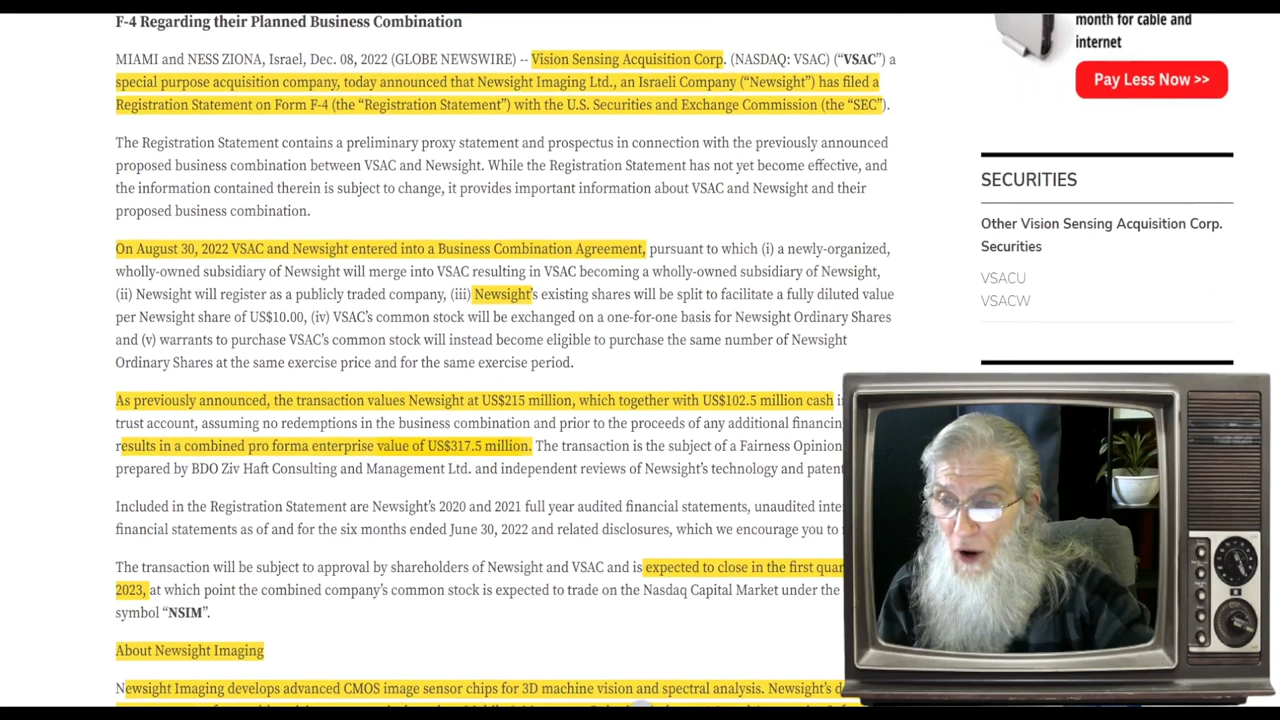 F-4 Regarding their Planned Business Combination
MIAMI and NESS ZIONA, Israel, Dec. 08, 2022 (GLOBE NEWSWIRE) -- Vision Sensing Acquisition Corp. (NASDAQ: VSAC) (“VSAC”) a
special purpose acquisition company, today announced that Newsight Imaging Ltd., an Israeli Company (“Newsight”) has filed a
Registration Statement on Form F-4 (the “Registration Statement”) with the U.S. Securities and Exchange Commission (the “SEC”).
The Registration Statement contains a preliminary proxy statement and prospectus in connection with the previously announced
proposed business combination between VSAC and Newsight. While the Registration Statement has not yet become effective, and
the information contained therein is subject to change, it provides important information about VSAC and Newsight and their
proposed business combination.
On August 30, 2022 VSAC and Newsight entered into a Business Combination Agreement, pursuant to which (i) a newly-organized,
wholly-owned subsidiary of Newsight will merge into VSAC resulting in VSAC becoming a wholly-owned subsidiary of Newsight,
(ii) Newsight will register as a publicly traded company, (iii) Newsight’s existing shares will be split to facilitate a fully diluted value
per Newsight share of US$10.00, (iv) VSAC’s common stock will be exchanged on a one-for-one basis for Newsight Ordinary Shares
and (v) warrants to purchase VSAC’s common stock will instead become eligible to purchase the same number of Newsight
Ordinary Shares at the same exercise price and for the same exercise period.
As previously announced, the transaction values Newsight at US$215 million, which together with US$102.5 million cash
trust account, assuming no redemptions in the business combination and prior to the proceeds of any additional financing
results in a combined pro forma enterprise value of US$317.5 million. The transaction is the subject of a Fairness Opinion
prepared by BDO Ziv Haft Consulting and Management Ltd. and independent reviews of Newsight’s technology and patent
Included in the Registration Statement are Newsight’s 2020 and 2021 full year audited financial statements, unaudited
financial statements as of and for the six months ended June 30, 2022 and related disclosures, which we encourage you to
The transaction will be subject to approval by shareholders of Newsight and VSAC and is expected to close in the first
2023, at which point the combined company’s common stock is expected to trade on the Nasdaq Capital Market under the
symbol “NSIM”.
About Newsight Imaging
Newsight Imaging develops advanced CMOS image sensor chips for 3D machine vision and spectral analysis. Newsight’s
month for cable and
internet
Pay Less Now >>
SECURITIES
Other Vision Sensing Acquisition Corp.
Securities
VSACU
VSACW